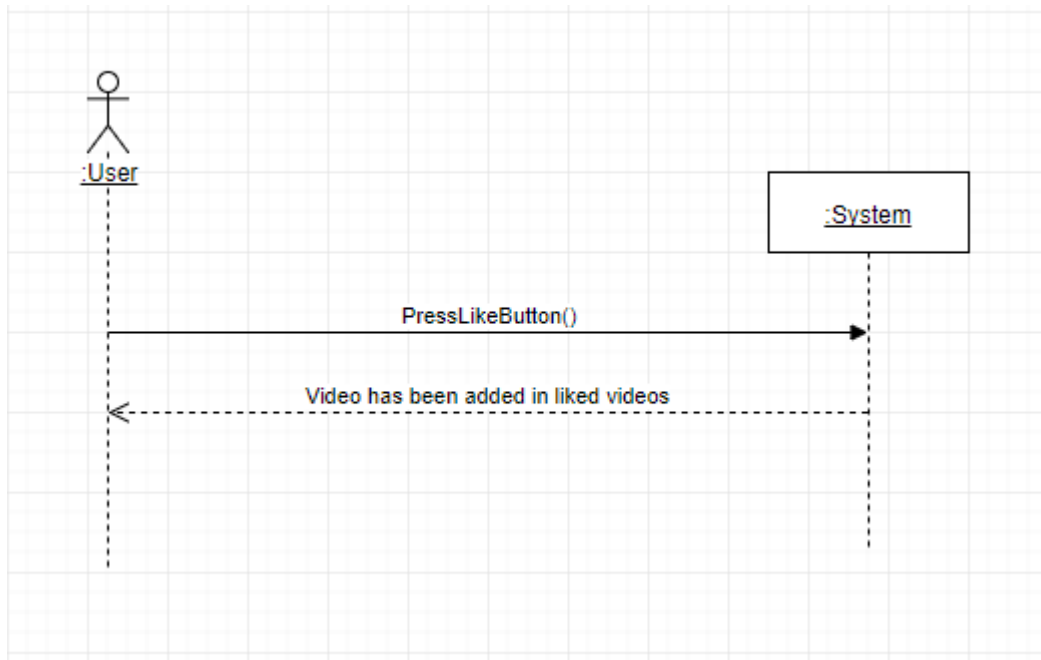 :User
:System
PressLikeButton()
Video has been added in liked videos